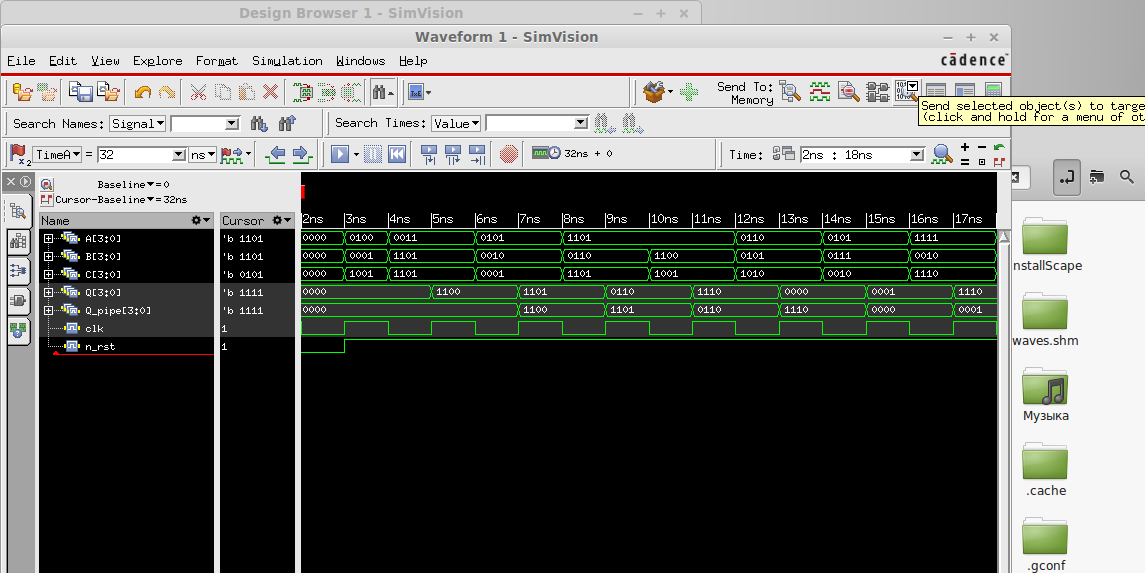 Design Browser 1 - SimVision
Waveform 1 - SimVision
Eile Edit View Explore Format Simulation Windows Help
cādence
Send To:
Memory
Send selected object(s) to targe
(click and hold for a menu of ot
Search Names: Signal
Search Times: Value
x2 TimeA = 32 ns
32ns + 0
Time: 2ns : 18ns
Baseline=0
Cursor-Baseline=32ns
Name Cursor
2ns 3ns 4ns 5ns 6ns 7ns 8ns 9ns 10ns 11ns 12ns 13ns 14ns 15ns 16ns 17ns
A[3:0] 'b 1101 0000 0100 0011 0101 1101 0110 0101 1111
B[3:0] 'b 1101 0000 0001 1101 0010 0110 1100 0101 0111 0010
C[3:0] 'b 0101 0000 1001 1101 0001 1101 1001 1010 0010 1110
Q[3:0] 'b 1111 0000 1100 1101 0110 1110 0000 0001 1110
Q_pipe[3:0] 'b 1111 0000 1100 1101 0110 1110 0000 0001
clk 1
n_rst 1
nstallScape
waves.shm
Музыка
.cache
.gconf